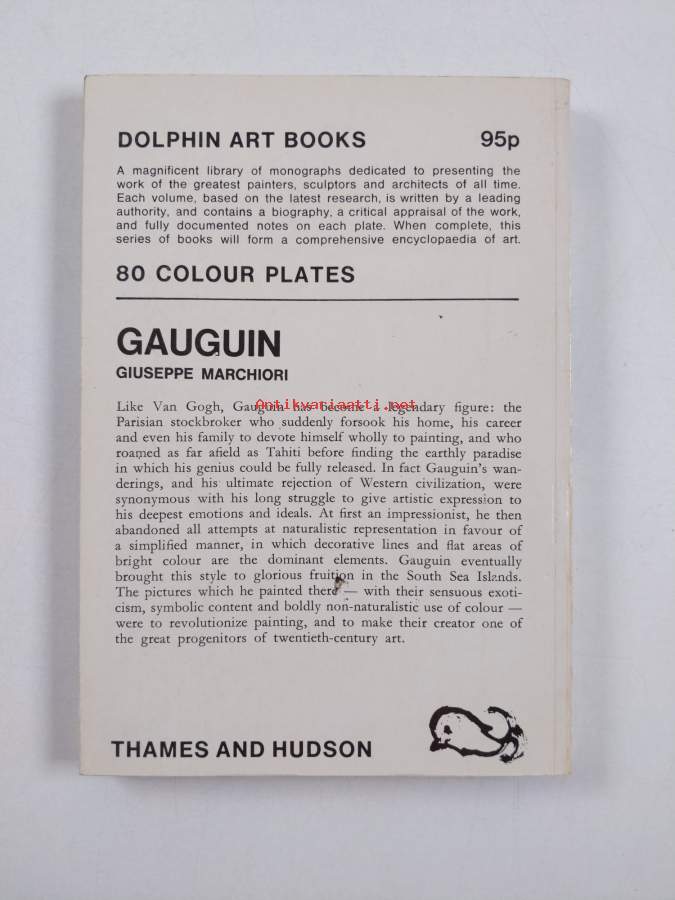 DOLPHIN ART BOOKS 95p
A magnificent library of monographs dedicated to presenting the
work of the greatest painters, sculptors and architects of all time.
Each volume, based on the latest research, is written by a leading
authority, and contains a biography, a critical appraisal of the work,
and fully documented notes on each plate. When complete, this
series of books will form a comprehensive encyclopaedia of art.
80 COLOUR PLATES
GAUGUIN
GIUSEPPE MARCHIORI
Antikvariaatti.net
Like Van Gogh, Gauguin has become a legendary figure: the
Parisian stockbroker who suddenly forsook his home, his career
and even his family to devote himself wholly to painting, and who
roamed as far afield as Tahiti before finding the earthly paradise
in which his genius could be fully released. In fact Gauguin's wan-
derings, and his ultimate rejection of Western civilization, were
synonymous with his long struggle to give artistic expression to
his deepest emotions and ideals. At first an impressionist, he then
abandoned all attempts at naturalistic representation in favour of
a simplified manner, in which decorative lines and flat areas of
bright colour are the dominant elements. Gauguin eventually
brought this style to glorious fruition in the South Sea Islands.
The pictures which he painted there — with their sensuous exoti-
cism, symbolic content and boldly non-naturalistic use of colour —
were to revolutionize painting, and to make their creator one of
the great progenitors of twentieth-century art.
THAMES AND HUDSON